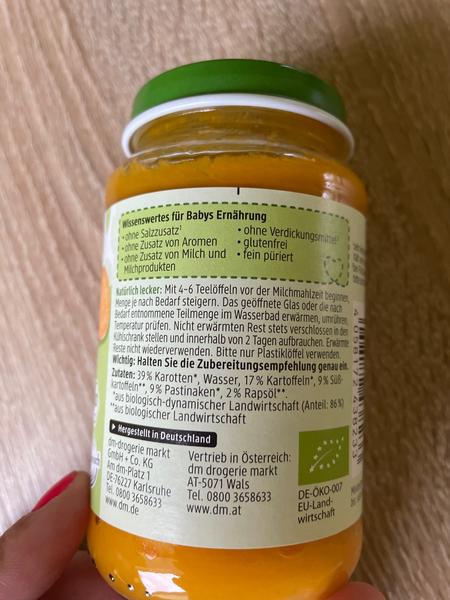 Wissenswertes für Babys Ernährung
• ohne Salzzusatz¹
• ohne Zusatz von Aromen
• ohne Zusatz von Milch und
Milchprodukten
• ohne Verdickungsmittel
• glutenfrei
• fein püriert
Natürlich lecker: Mit 4-6 Teelöffeln vor der Milchmahlzeit beginnen,
Menge je nach Bedarf steigern. Das geöffnete Glas oder die nach
Bedarf entnommene Teilmenge im Wasserbad erwärmen, umrühren,
Temperatur prüfen. Nicht erwärmten Rest stets verschlossen in den
Kühlschrank stellen und innerhalb von 2 Tagen aufbrauchen. Erwärmte
Reste nicht wiederverwenden. Bitte nur Plastiklöffel verwenden.
Wichtig: Halten Sie die Zubereitungsempfehlung genau ein.
Zutaten: 39 % Karotten*, Wasser, 17 % Kartoffeln*, 9 % Süß-
kartoffeln**, 9 % Pastinaken*, 2 % Rapsöl**.
*aus biologisch-dynamischer Landwirtschaft (Anteil: 86 %)
**aus biologischer Landwirtschaft
Hergestellt in Deutschland
dm-drogerie markt
GmbH + Co. KG
Am dm-Platz 1
DE-76227 Karlsruhe
Tel. 0800 3658633
www.dm.de
Vertrieb in Österreich:
dm drogerie markt
AT-5071 Wals
Tel. 0800 3658633
www.dm.at
DE-ÖKO-007
EU-Land-
wirtschaft